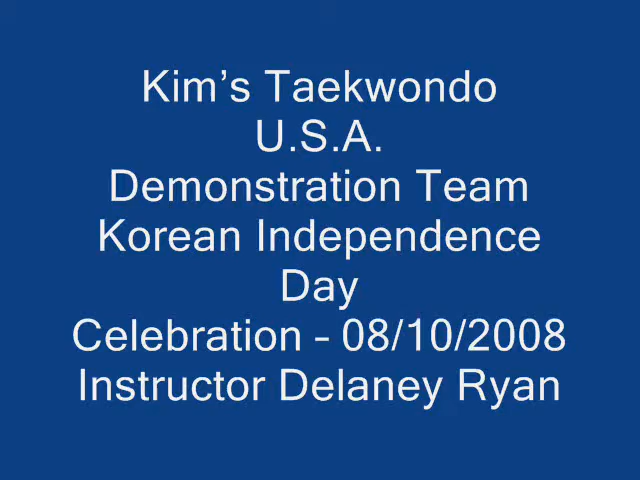 Kim’s Taekwondo
U.S.A.
Demonstration Team
Korean Independence
Day
Celebration – 08/10/2008
Instructor Delaney Ryan